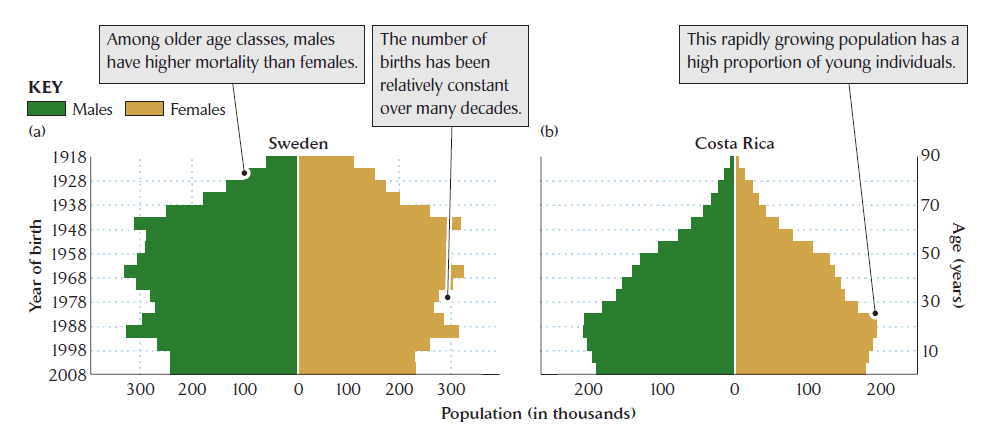 Among older age classes, males
have higher mortality than females.
The number of
births has been
relatively constant
over many decades.
This rapidly growing population has a
high proportion of young individuals.
KEY
Males
Females
(a)
Sweden
(b)
Costa Rica
Year of birth
1918
1928
1938
1948
1958
1968
1978
1988
1998
2008
300 200 100 0 100 200 300
200 100 0 100 200
90
70
50
30
10
Age (years)
Population (in thousands)